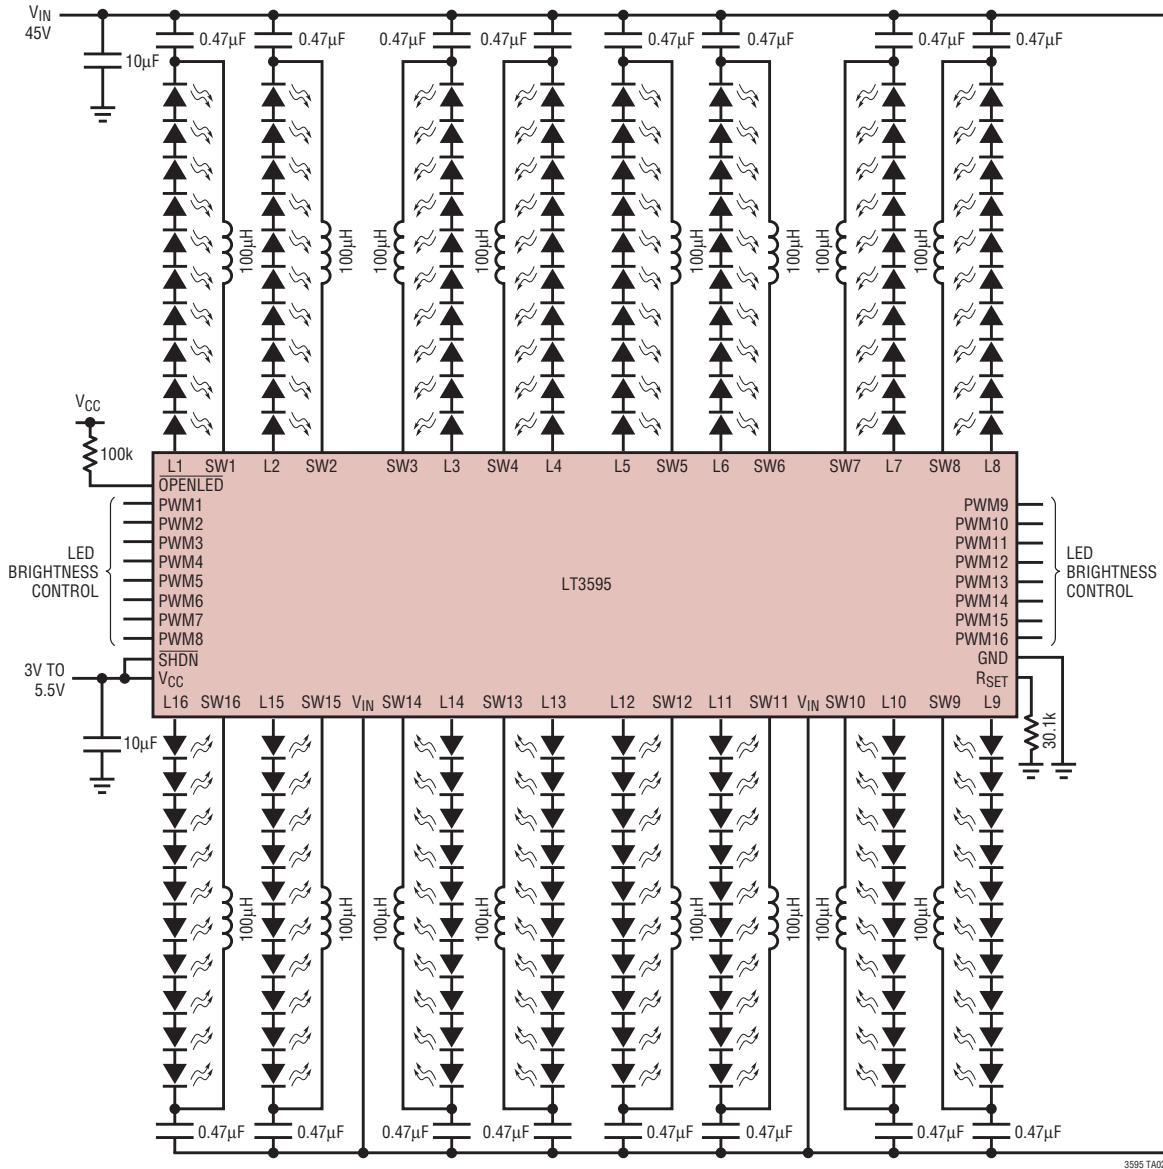 VIN
45V
10µF
0.47µF 0.47µF 0.47µF 0.47µF 0.47µF 0.47µF 0.47µF 0.47µF
100µH 100µH 100µH 100µH 100µH 100µH 100µH 100µH
VCC
100k
L1 SW1 L2 SW2 SW3 L3 SW4 L4 L5 SW5 L6 SW6 SW7 L7 SW8 L8
OPENLED
PWM1
PWM2
PWM3
PWM4
PWM5
PWM6
PWM7
PWM8
LED
BRIGHTNESS
CONTROL
SHDN
VCC
3V TO
5.5V
10µF
LT3595
PWM9
PWM10
PWM11
PWM12
PWM13
PWM14
PWM15
PWM16
LED
BRIGHTNESS
CONTROL
GND
RSET
30.1k
L16 SW16 L15 SW15 VIN SW14 L14 SW13 L13 L12 SW12 L11 SW11 VIN SW10 L10 SW9 L9
100µH 100µH 100µH 100µH 100µH 100µH 100µH 100µH
0.47µF 0.47µF 0.47µF 0.47µF 0.47µF 0.47µF 0.47µF 0.47µF
3595 TA02